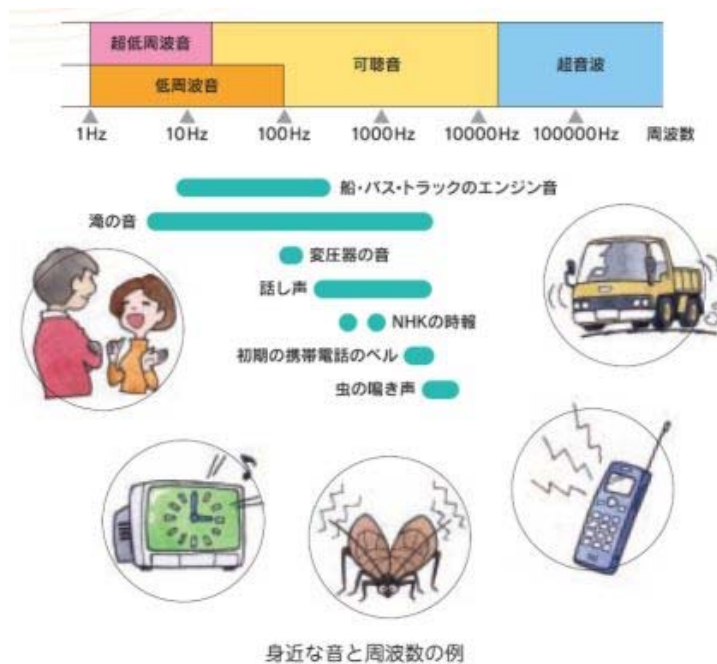 超低周波音
低周波音
可聴音
超音波
1Hz 10Hz 100Hz 1000Hz 10000Hz 100000Hz 周波数
船・バス・トラックのエンジン音
滝の音
変圧器の音
話し声
NHKの時報
初期の携帯電話のベル
虫の鳴き声
身近な音と周波数の例